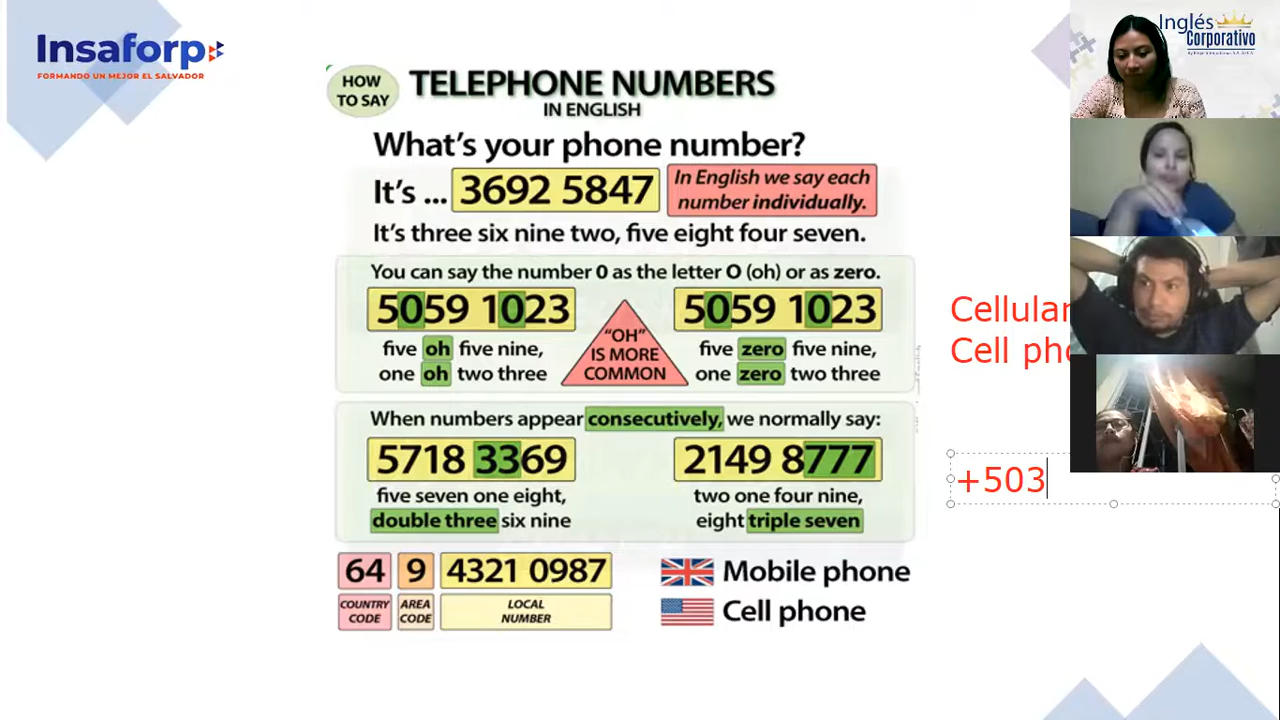 Insaforp
FORMANDO UN MEJOR EL SALVADOR
Inglés
Corporativo
HOW
TO SAY
TELEPHONE NUMBERS
IN ENGLISH
What's your phone number?
It's ... 3692 5847
In English we say each
number individually.
It's three six nine two, five eight four seven.
You can say the number 0 as the letter O (oh) or as zero.
5059 1023
five oh five nine,
one oh two three
"OH"
IS MORE
COMMON
5059 1023
five zero five nine,
one zero two three
When numbers appear consecutively, we normally say:
5718 3369
five seven one eight,
double three six nine
2149 8777
two one four nine,
eight triple seven
64 9 4321 0987
COUNTRY
CODE
AREA
CODE
LOCAL
NUMBER
Mobile phone
Cell phone
Cellular
Cell pho
+503